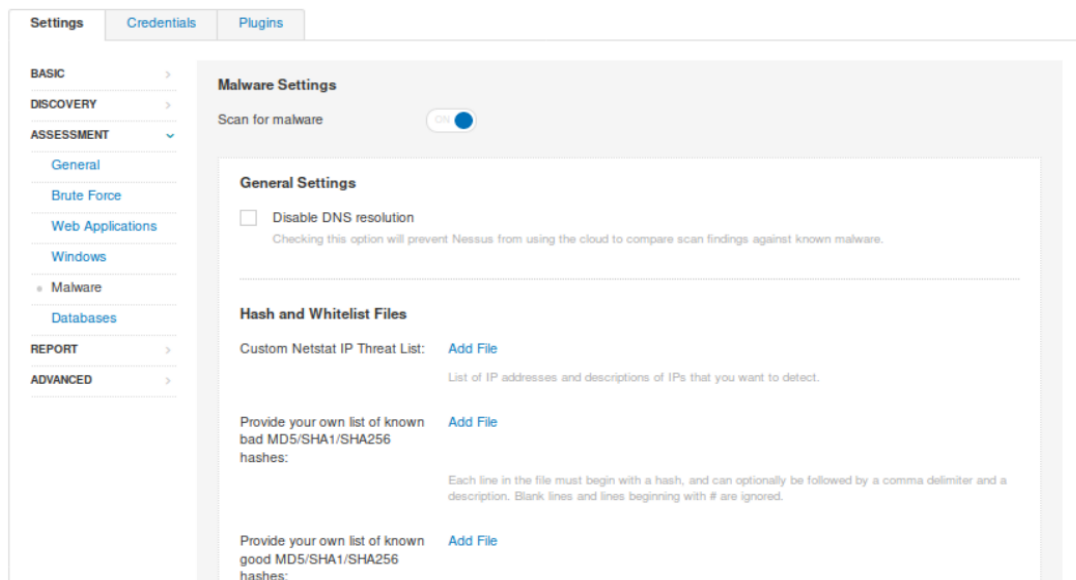 Settings
Credentials
Plugins
BASIC
DISCOVERY
ASSESSMENT
General
Brute Force
Web Applications
Windows
Malware
Databases
REPORT
ADVANCED
Malware Settings
Scan for malware
ON
General Settings
Disable DNS resolution
Checking this option will prevent Nessus from using the cloud to compare scan findings against known malware.
Hash and Whitelist Files
Custom Netstat IP Threat List:
Add File
List of IP addresses and descriptions of IPs that you want to detect.
Provide your own list of known
bad MD5/SHA1/SHA256
hashes:
Add File
Each line in the file must begin with a hash, and can optionally be followed by a comma delimiter and a
description. Blank lines and lines beginning with # are ignored.
Provide your own list of known
good MD5/SHA1/SHA256
hashes:
Add File